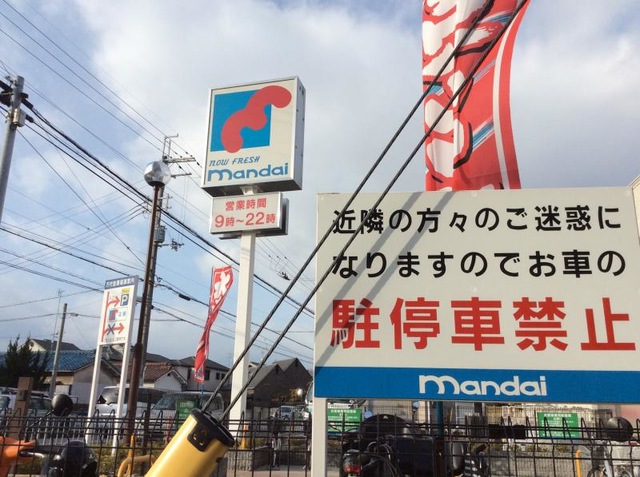 now FRESH
mandai
営業時間
9時～22時
近隣の方々のご迷惑に
なりますのでお車の
駐停車禁止
mandai
P